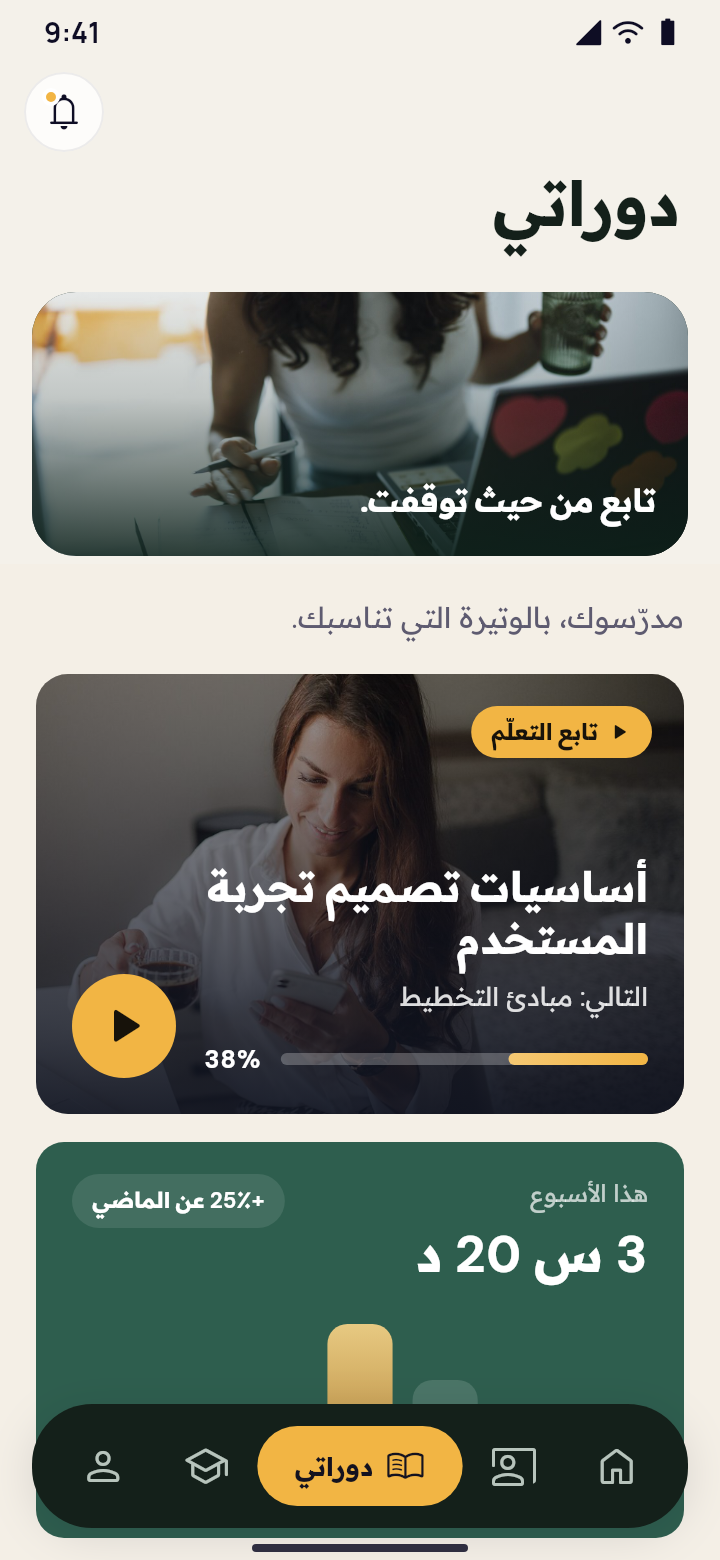 9:41
دوراتي
تابع من حيث توقفت.
مدرّسوك، بالوتيرة التي تناسبك.
تابع التعلّم
أساسيات تصميم تجربة
المستخدم
التالي: مبادئ التخطيط
38%
هذا الأسبوع
+25٪ عن الماضي
3 س 20 د
دوراتي